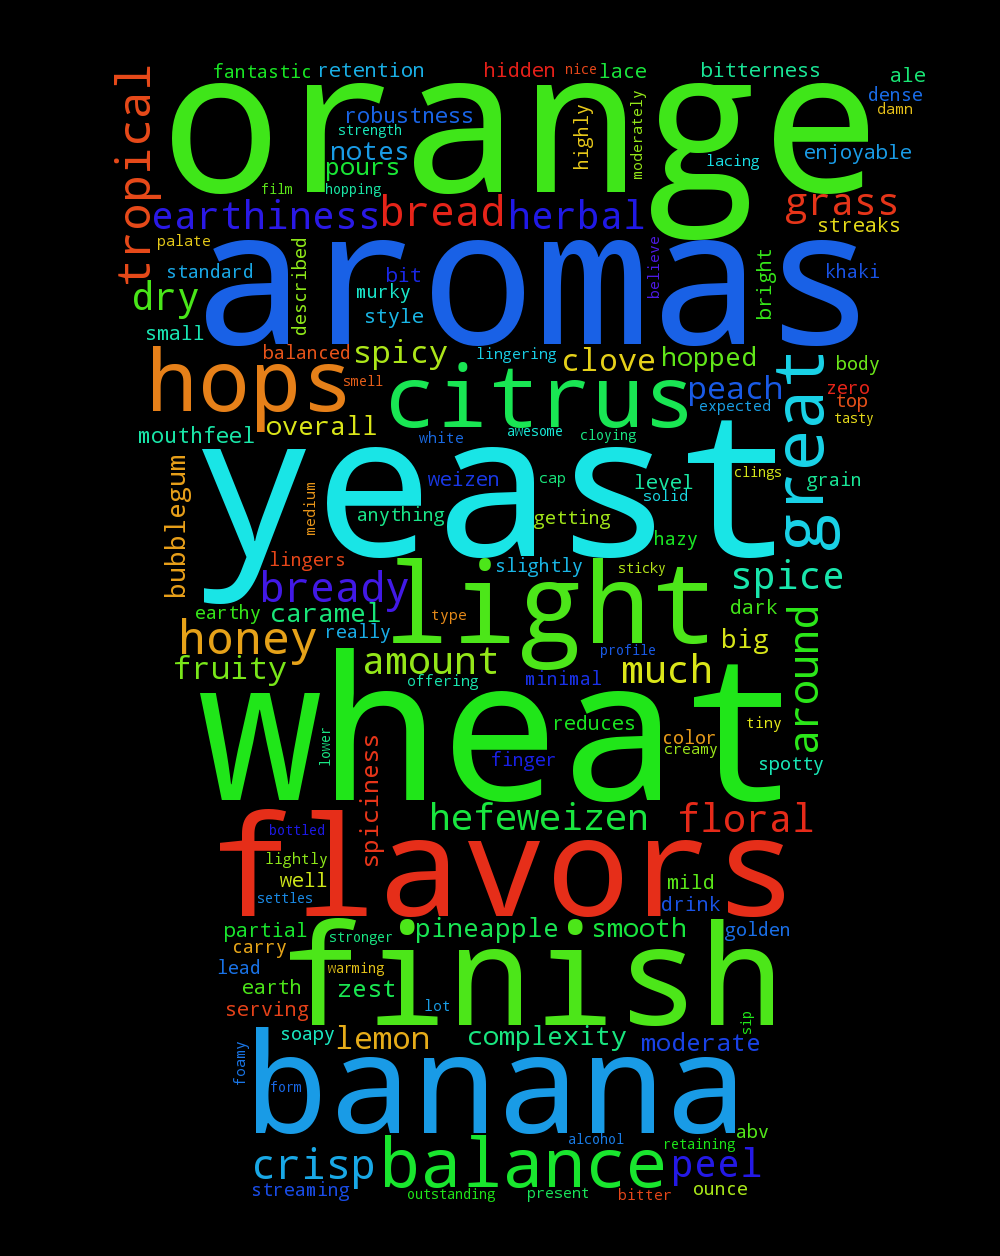 fantastic retention hidden nice lace bitterness ale
dense
damn
tropical
orange
robustness
strength
highly
moderately
notes
pours
lacing
enjoyable
film
hopping
earthiness
bread
herbal
grass
streaks
palate
aromas
standard
described
bit
believe
bright
khaki
dry
murky
style
small
balanced
spicy
lingering
clove
hopped
body
hops
smell
citrus
peach
great
zero
top
expected
tasty
mouthfeel
overall
white
awesome
cloying
yeast
bubblegum
medium
weizen
cap
level
solid
clings
grain
anything
getting
hazy
lingers
slightly
sticky
spice
bready
light
earthy
caramel
type
dark
around
honey
really
big
fruity
amount
profile
much
offering
minimal
wheat
lower
reduces
color
tiny
creamy
finger
spotty
spiciness
hefeweizen
floral
flavors
bottled
lightly
well
mild
settles
drink
partial
pineapple
smooth
golden
stronger
carry
finish
lead
warming
earth
zest
serving
lot
sip
soapy
lemon
complexity
moderate
foamy
banana
form
abv
alcohol
retaining
crisp
balance
peel
streaming
outstanding
present
bitter
ounce